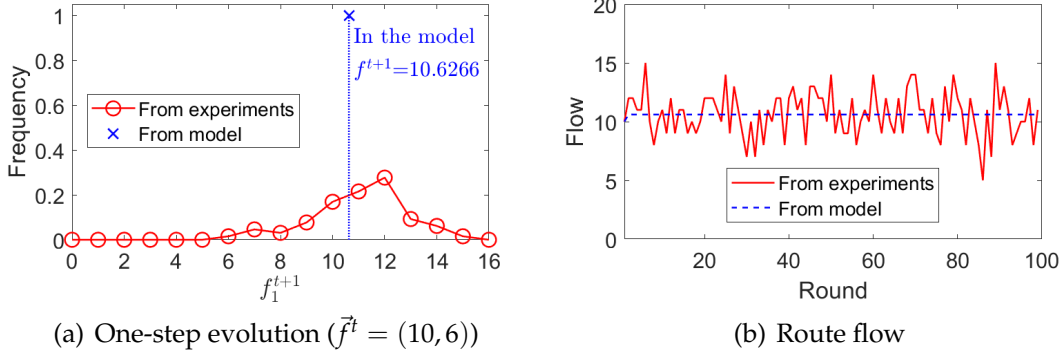 1
0.8
0.6
0.4
0.2
0
Frequency
In the model
f^{t+1}=10.6266
From experiments
From model
0 2 4 6 8 10 12 14 16
f_1^{t+1}
(a) One-step evolution (\vec{f}^t = (10, 6))
20
15
10
5
0
Flow
From experiments
From model
20 40 60 80 100
Round
(b) Route flow